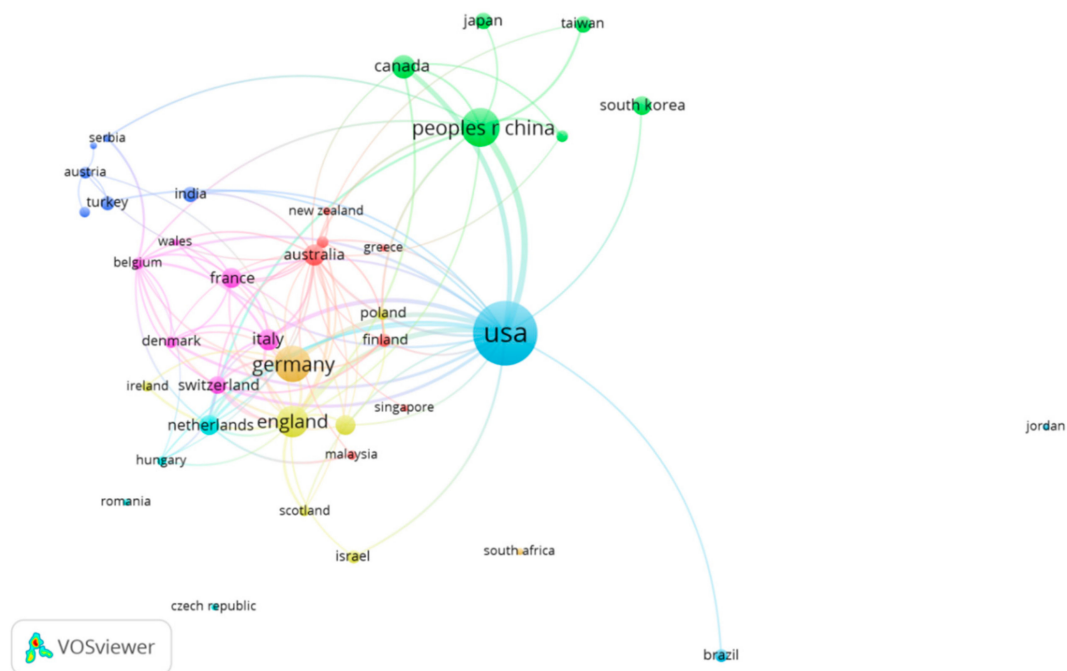 japan
taiwan
canada
south korea
peoples r china
serbia
austria
turkey
india
new zealand
wales
greece
australia
belgium
france
poland
usa
denmark
italy
finland
germany
ireland
switzerland
singapore
netherlands
england
jordan
malaysia
hungary
romania
scotland
israel
south africa
czech republic
VOSviewer
brazil